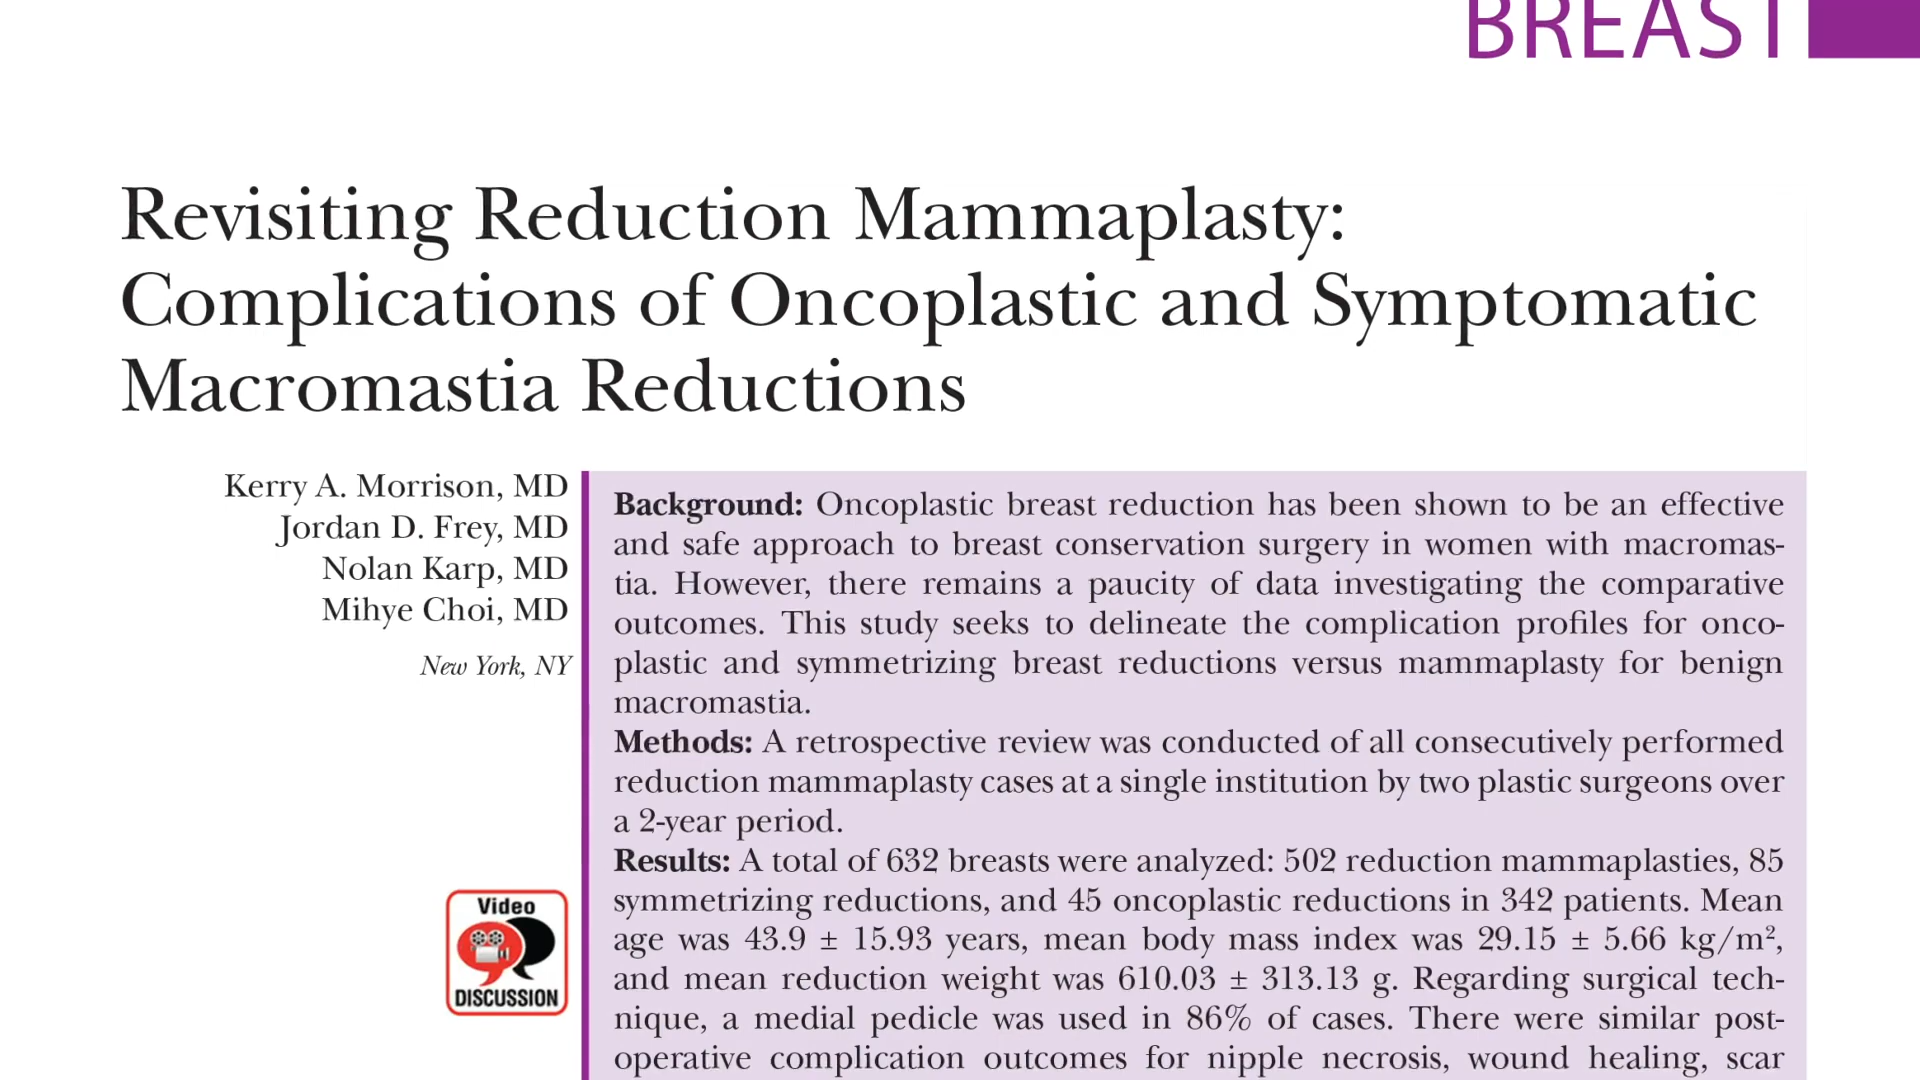 BREAST
Revisiting Reduction Mammaplasty:
Complications of Oncoplastic and Symptomatic
Macromastia Reductions
Kerry A. Morrison, MD
Jordan D. Frey, MD
Nolan Karp, MD
Mihye Choi, MD
New York, NY
Video
DISCUSSION
Background: Oncoplastic breast reduction has been shown to be an effective
and safe approach to breast conservation surgery in women with macromas-
tia. However, there remains a paucity of data investigating the comparative
outcomes. This study seeks to delineate the complication profiles for onco-
plastic and symmetrizing breast reductions versus mammaplasty for benign
macromastia.
Methods: A retrospective review was conducted of all consecutively performed
reduction mammaplasty cases at a single institution by two plastic surgeons over
a 2-year period.
Results: A total of 632 breasts were analyzed: 502 reduction mammaplasties, 85
symmetrizing reductions, and 45 oncoplastic reductions in 342 patients. Mean
age was 43.9 ± 15.93 years, mean body mass index was 29.15 ± 5.66 kg/m², 
and mean reduction weight was 610.03 ± 313.13 g. Regarding surgical tech-
nique, a medial pedicle was used in 86% of cases. There were similar post-
operative complication outcomes for nipple necrosis, wound healing, scar